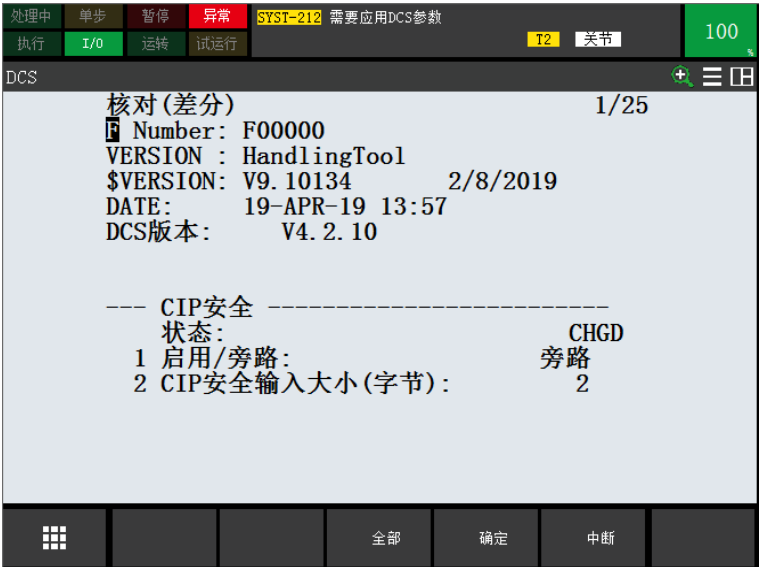 处理中 单步 暂停 异常 SYST-212 需要应用DCS参数
执行 I/O 运转 试运行 T2 关节 100 %
DCS
核对(差分) 1/25
F Number: F00000
VERSION : HandlingTool
$VERSION: V9.10134 2/8/2019
DATE: 19-APR-19 13:57
DCS版本: V4.2.10
--- CIP安全 -------------------------
状态: CHGD
1 启用/旁路: 旁路
2 CIP安全输入大小(字节): 2
全部 确定 中断